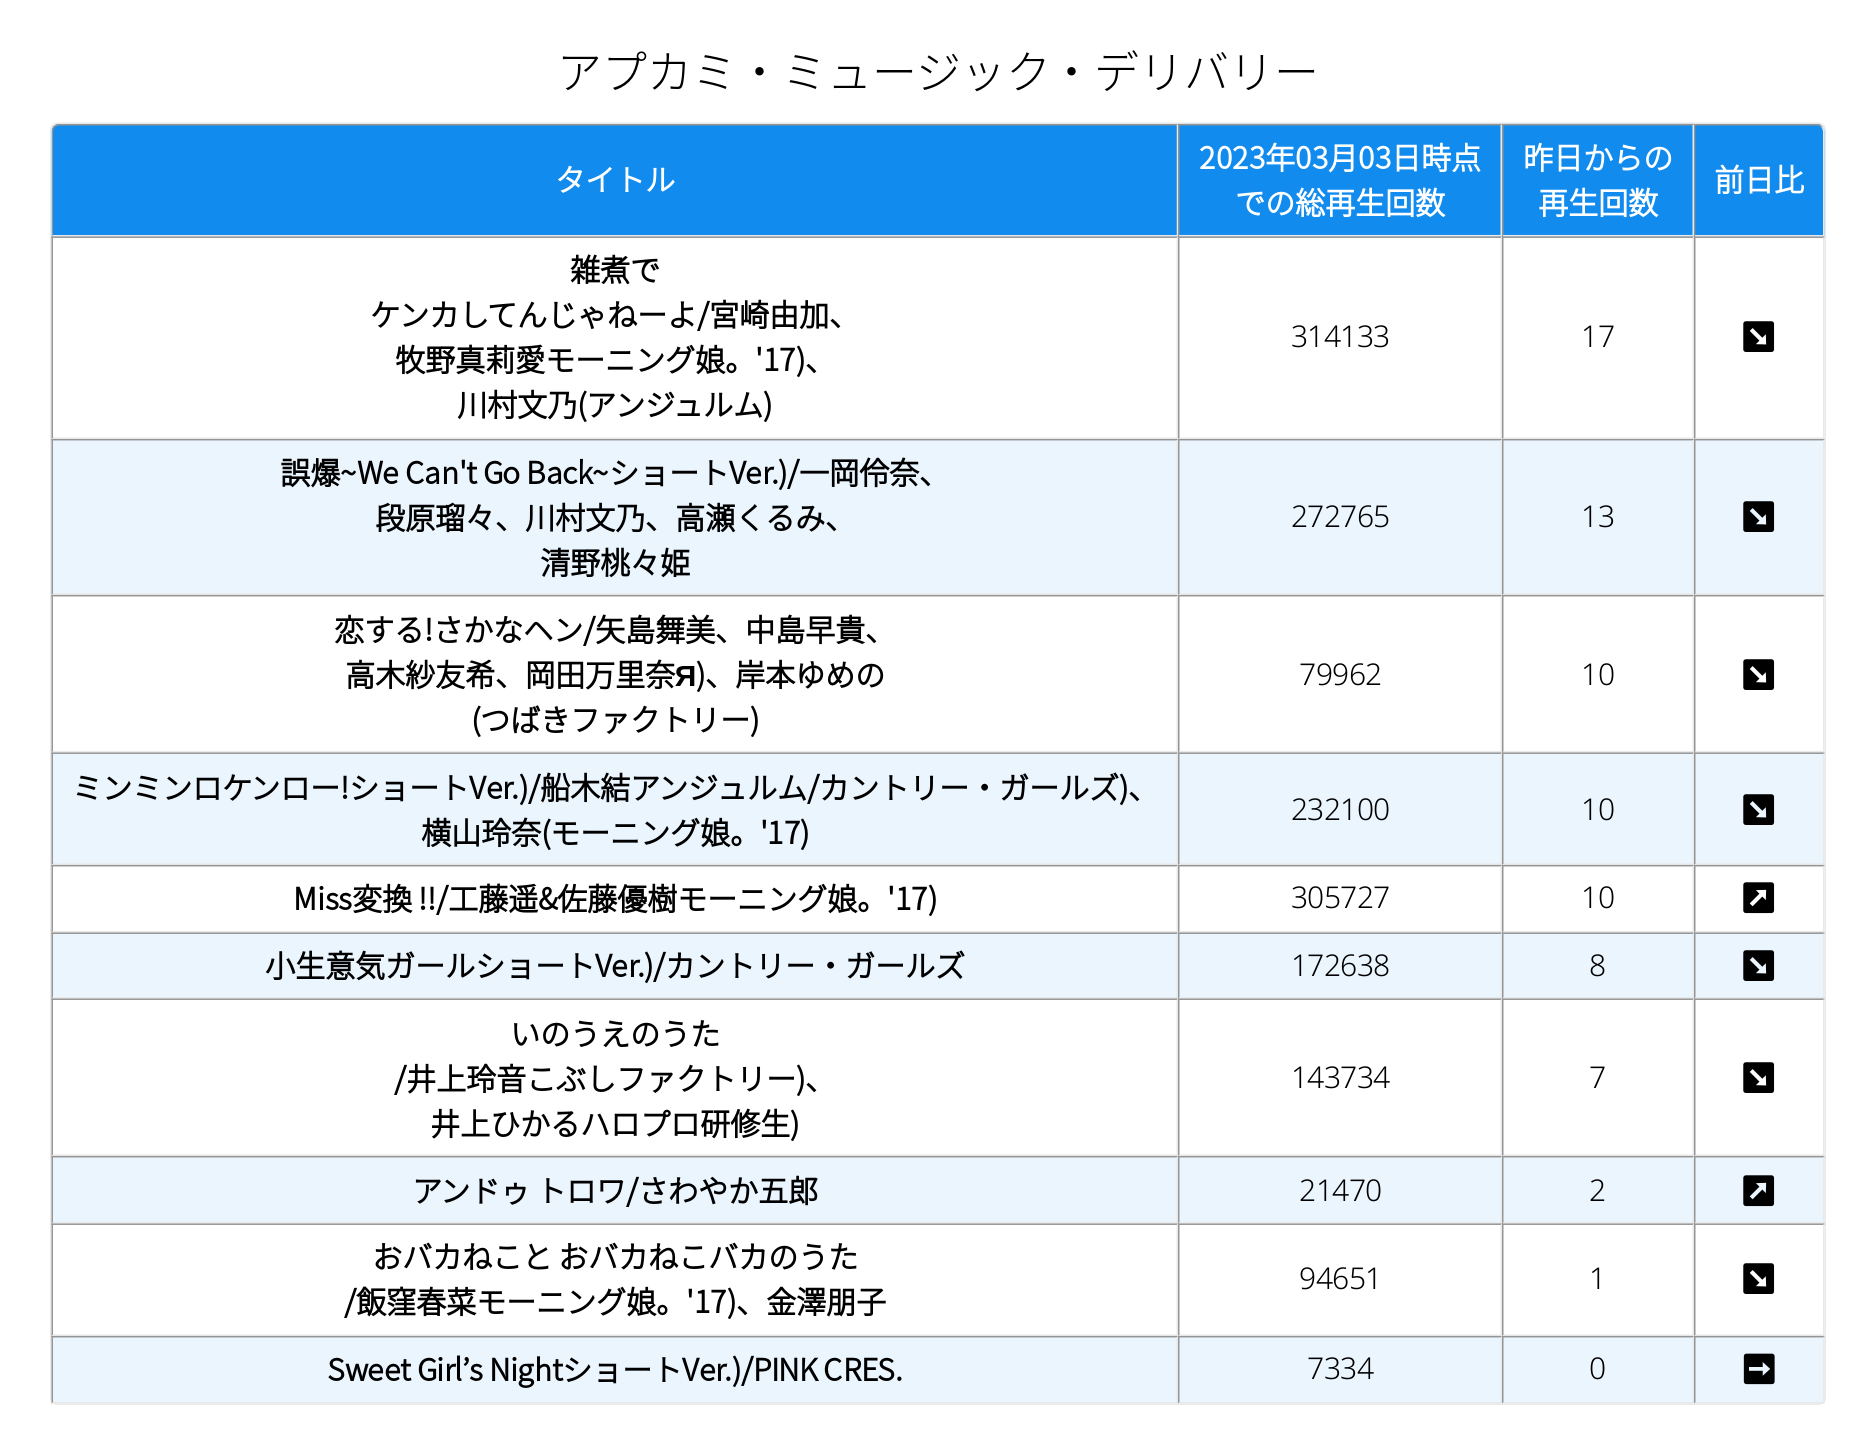 アプカミ・ミュージック・デリバリー
タイトル
2023年03月03日時点
での総再生回数
昨日からの
再生回数
前日比
雑煮で
ケンカしてんじゃねーよ/宮崎由加、
牧野真莉愛モーニング娘。'17)、
川村文乃(アンジュルム)
314133
17
誤爆~We Can't Go Back~ショートVer.)/一岡伶奈、
段原瑠々、川村文乃、高瀬くるみ、
清野桃々姫
272765
13
恋する!さかなヘン/矢島舞美、中島早貴、
高木紗友希、岡田万里奈Я)、岸本ゆめの
(つばきファクトリー)
79962
10
ミンミンロケンロー!ショートVer.)/船木結アンジュルム/カントリー・ガールズ)、
横山玲奈(モーニング娘。'17)
232100
10
Miss変換 !!/工藤遥&佐藤優樹モーニング娘。'17)
305727
10
小生意気ガールショートVer.)/カントリー・ガールズ
172638
8
いのうえのうた
/井上玲音こぶしファクトリー)、
井上ひかるハロプロ研修生)
143734
7
アンドゥ トロワ/さわやか五郎
21470
2
おバカねこと おバカねこバカのうた
/飯窪春菜モーニング娘。'17)、金澤朋子
94651
1
Sweet Girl’s NightショートVer.)/PINK CRES.
7334
0